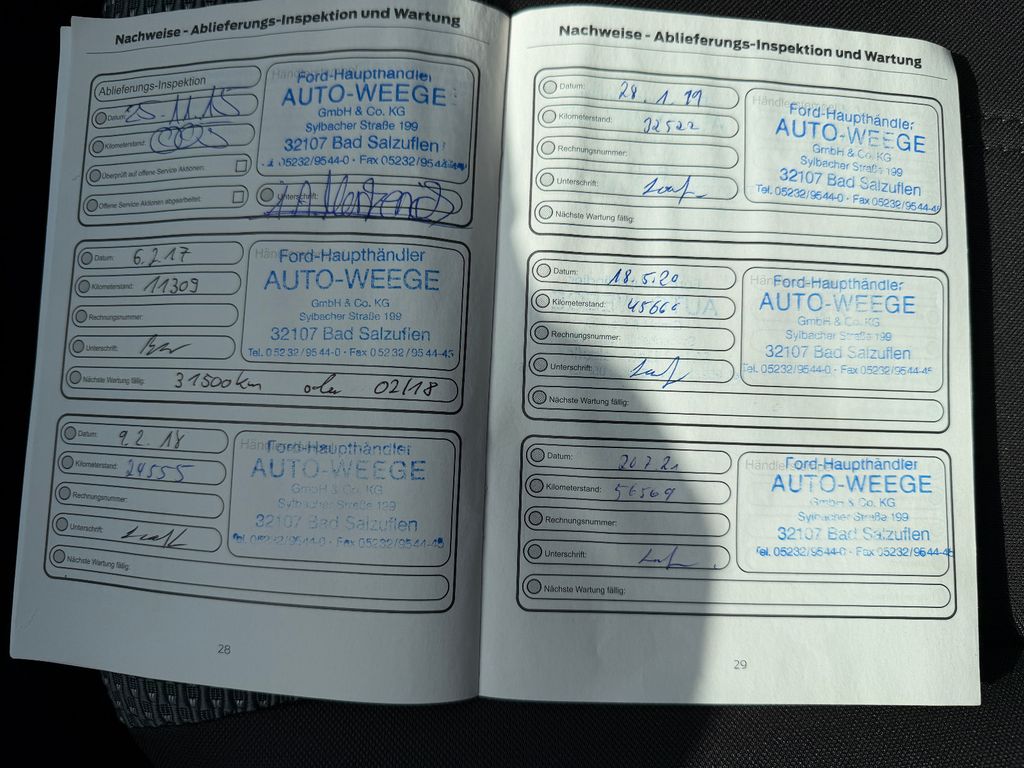 Nachweise - Ablieferungs-Inspektion und Wartung
Ablieferungs-Inspektion
Datum: 25.11.15
Kilometerstand:
Überprüft auf offene Service Aktionen:
Offene Service Aktionen abgearbeitet:
Ford-Haupthändler
AUTO-WEEGE
GmbH & Co. KG
Sylbacher Straße 199
32107 Bad Salzuflen
05232/9544-0 · Fax 05232/9544-45
Unterschrift:
Datum: 6.2.17
Kilometerstand: 11309
Rechnungsnummer:
Unterschrift:
Ford-Haupthändler
AUTO-WEEGE
GmbH & Co. KG
Sylbacher Straße 199
32107 Bad Salzuflen
Tel. 05232/9544-0 · Fax 05232/9544-45
Nächste Wartung fällig: 31500km oder 02/18
Datum: 9.2.18
Kilometerstand: 24555
Rechnungsnummer:
Unterschrift:
Ford-Haupthändler
AUTO-WEEGE
GmbH & Co. KG
Sylbacher Straße 199
32107 Bad Salzuflen
Tel. 05232/9544-0 · Fax 05232/9544-45
Nächste Wartung fällig:
28
Nachweise - Ablieferungs-Inspektion und Wartung
Datum: 28.1.19
Kilometerstand: 32522
Rechnungsnummer:
Unterschrift:
Ford-Haupthändler
AUTO-WEEGE
GmbH & Co. KG
Sylbacher Straße 199
32107 Bad Salzuflen
Tel. 05232/9544-0 · Fax 05232/9544-45
Nächste Wartung fällig:
Datum: 18.5.20
Kilometerstand: 45660
Rechnungsnummer:
Unterschrift:
Ford-Haupthändler
AUTO-WEEGE
GmbH & Co. KG
Sylbacher Straße 199
32107 Bad Salzuflen
Tel. 05232/9544-0 · Fax 05232/9544-45
Nächste Wartung fällig:
Datum: 20 7 21
Kilometerstand: 56569
Rechnungsnummer:
Unterschrift:
Ford-Haupthändler
AUTO-WEEGE
GmbH & Co. KG
Sylbacher Straße 199
32107 Bad Salzuflen
Tel. 05232/9544-0 · Fax 05232/9544-45
Nächste Wartung fällig:
29